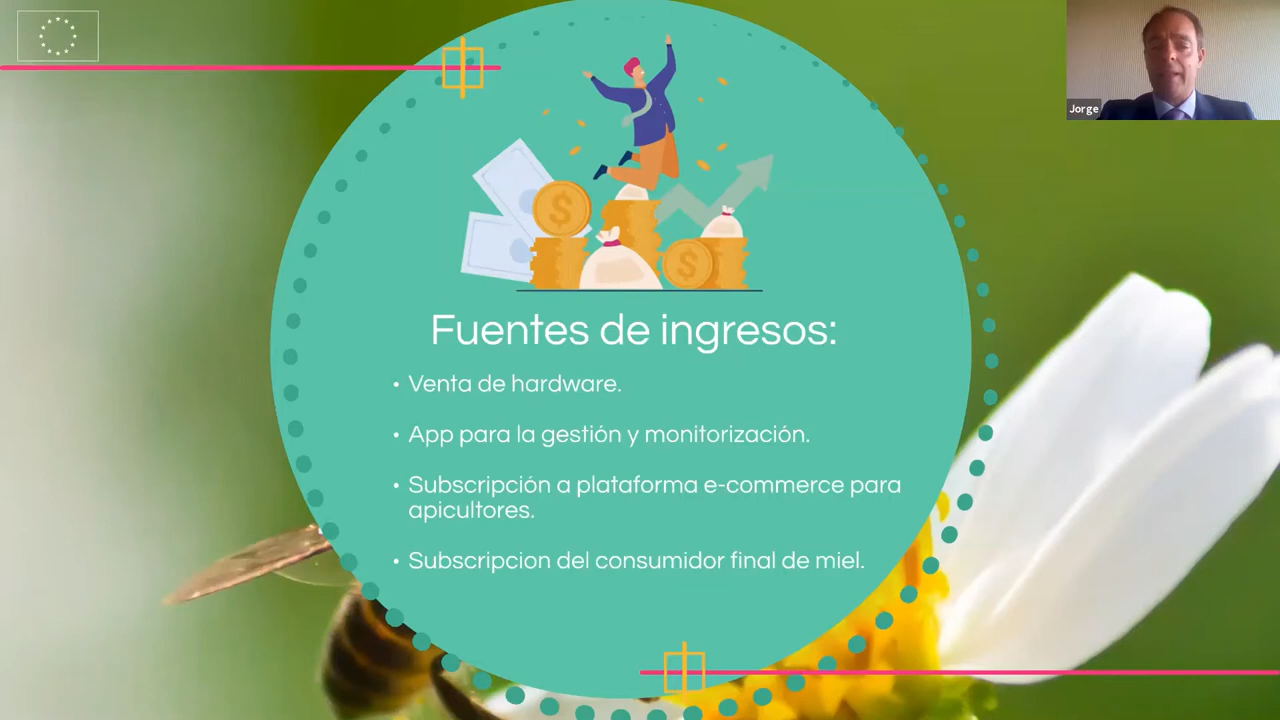 Jorge
$
$
Fuentes de ingresos:
• Venta de hardware.
• App para la gestión y monitorización.
• Subscripción a plataforma e-commerce para
apicultores.
• Subscripcion del consumidor final de miel.